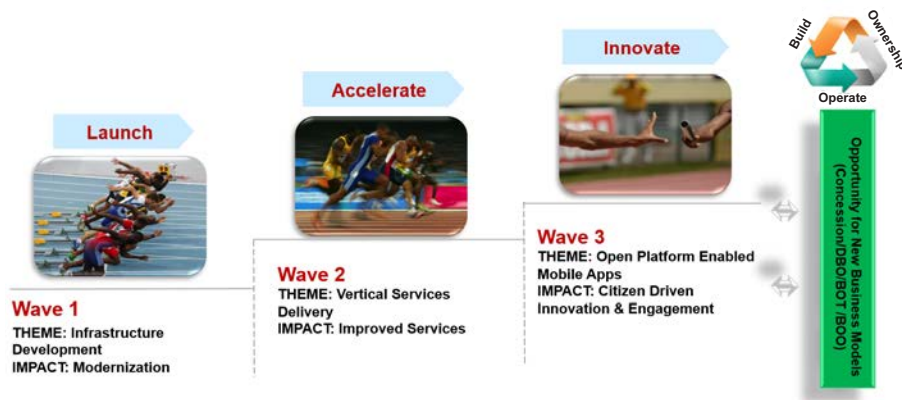 Launch
Wave 1
THEME: Infrastructure
Development
IMPACT: Modernization
Accelerate
Wave 2
THEME: Vertical Services
Delivery
IMPACT: Improved Services
Innovate
Wave 3
THEME: Open Platform Enabled
Mobile Apps
IMPACT: Citizen Driven
Innovation & Engagement
Build
Ownership
Operate
Opportunity for New Business Models
(Concession/DBO/BOT /BOO)